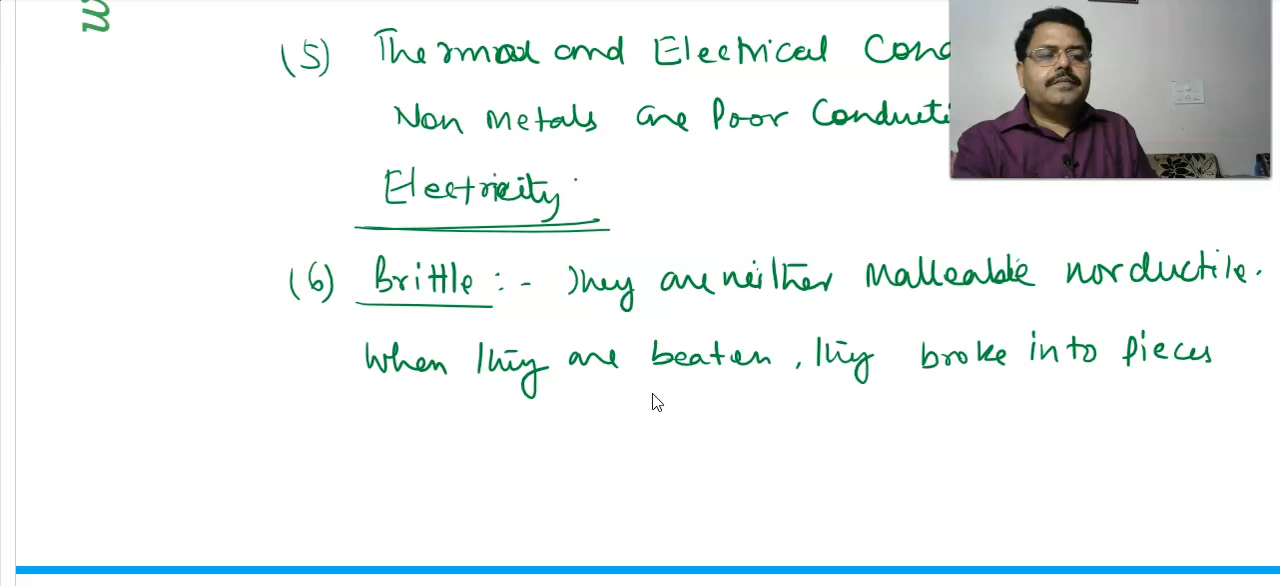 (5) Thermal and Electrical Cond
Non metals are Poor Conducti
Electricity.
(6) Brittle :- They are neither Malleable nor ductile.
When they are beaten, they broke into pieces